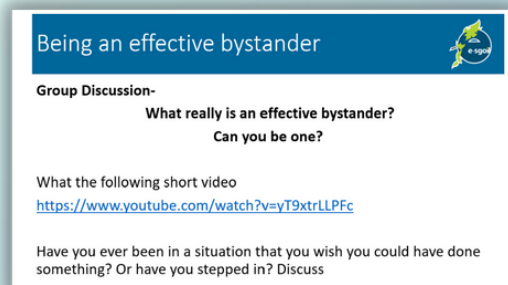 Being an effective bystander
e-sgoil
Group Discussion-
What really is an effective bystander?
Can you be one?
What the following short video
https://www.youtube.com/watch?v=yT9xtrLLPFc
Have you ever been in a situation that you wish you could have done
something? Or have you stepped in? Discuss